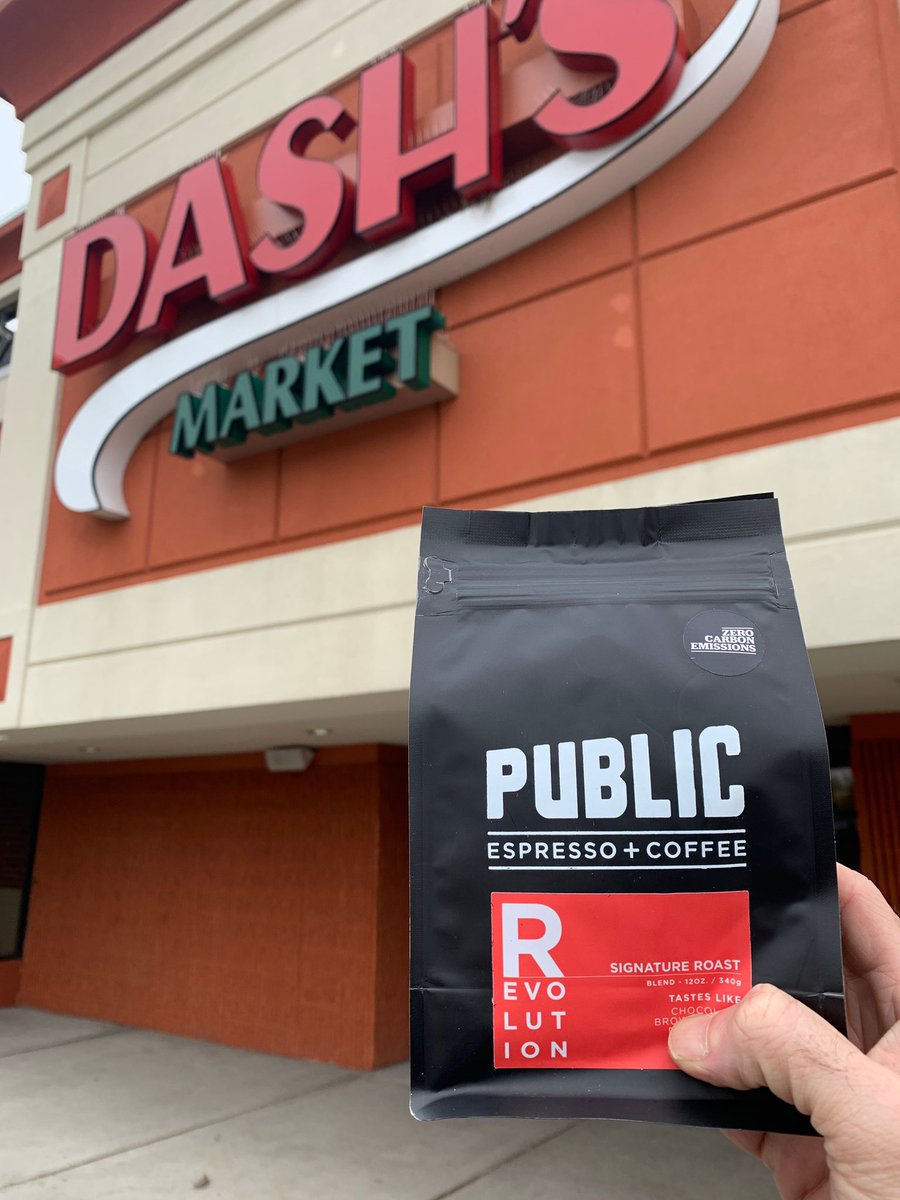 DASH'S
MARKET
ZERO
CARBON
EMISSIONS
PUBLIC
ESPRESSO + COFFEE
R
EVO
LUT
ION
SIGNATURE ROAST
BLEND - 12OZ. / 340g
TASTES LIKE